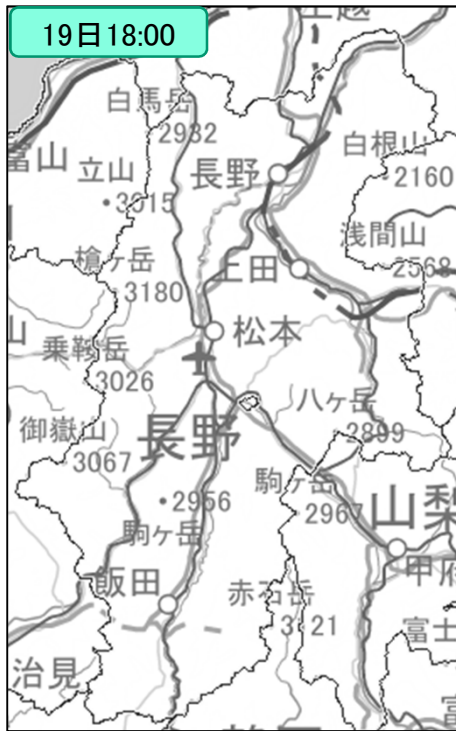 19日18:00
上越
白馬岳
2932
富山
立山
3015
長野
白根山
2160
浅間山
2568
槍ヶ岳
3180
上田
松本
乗鞍岳
3026
八ヶ岳
2899
御嶽山
3067
長野
駒ヶ岳
2967
山梨
2956
駒ヶ岳
甲府
飯田
赤石岳
3121
富士
治見
富